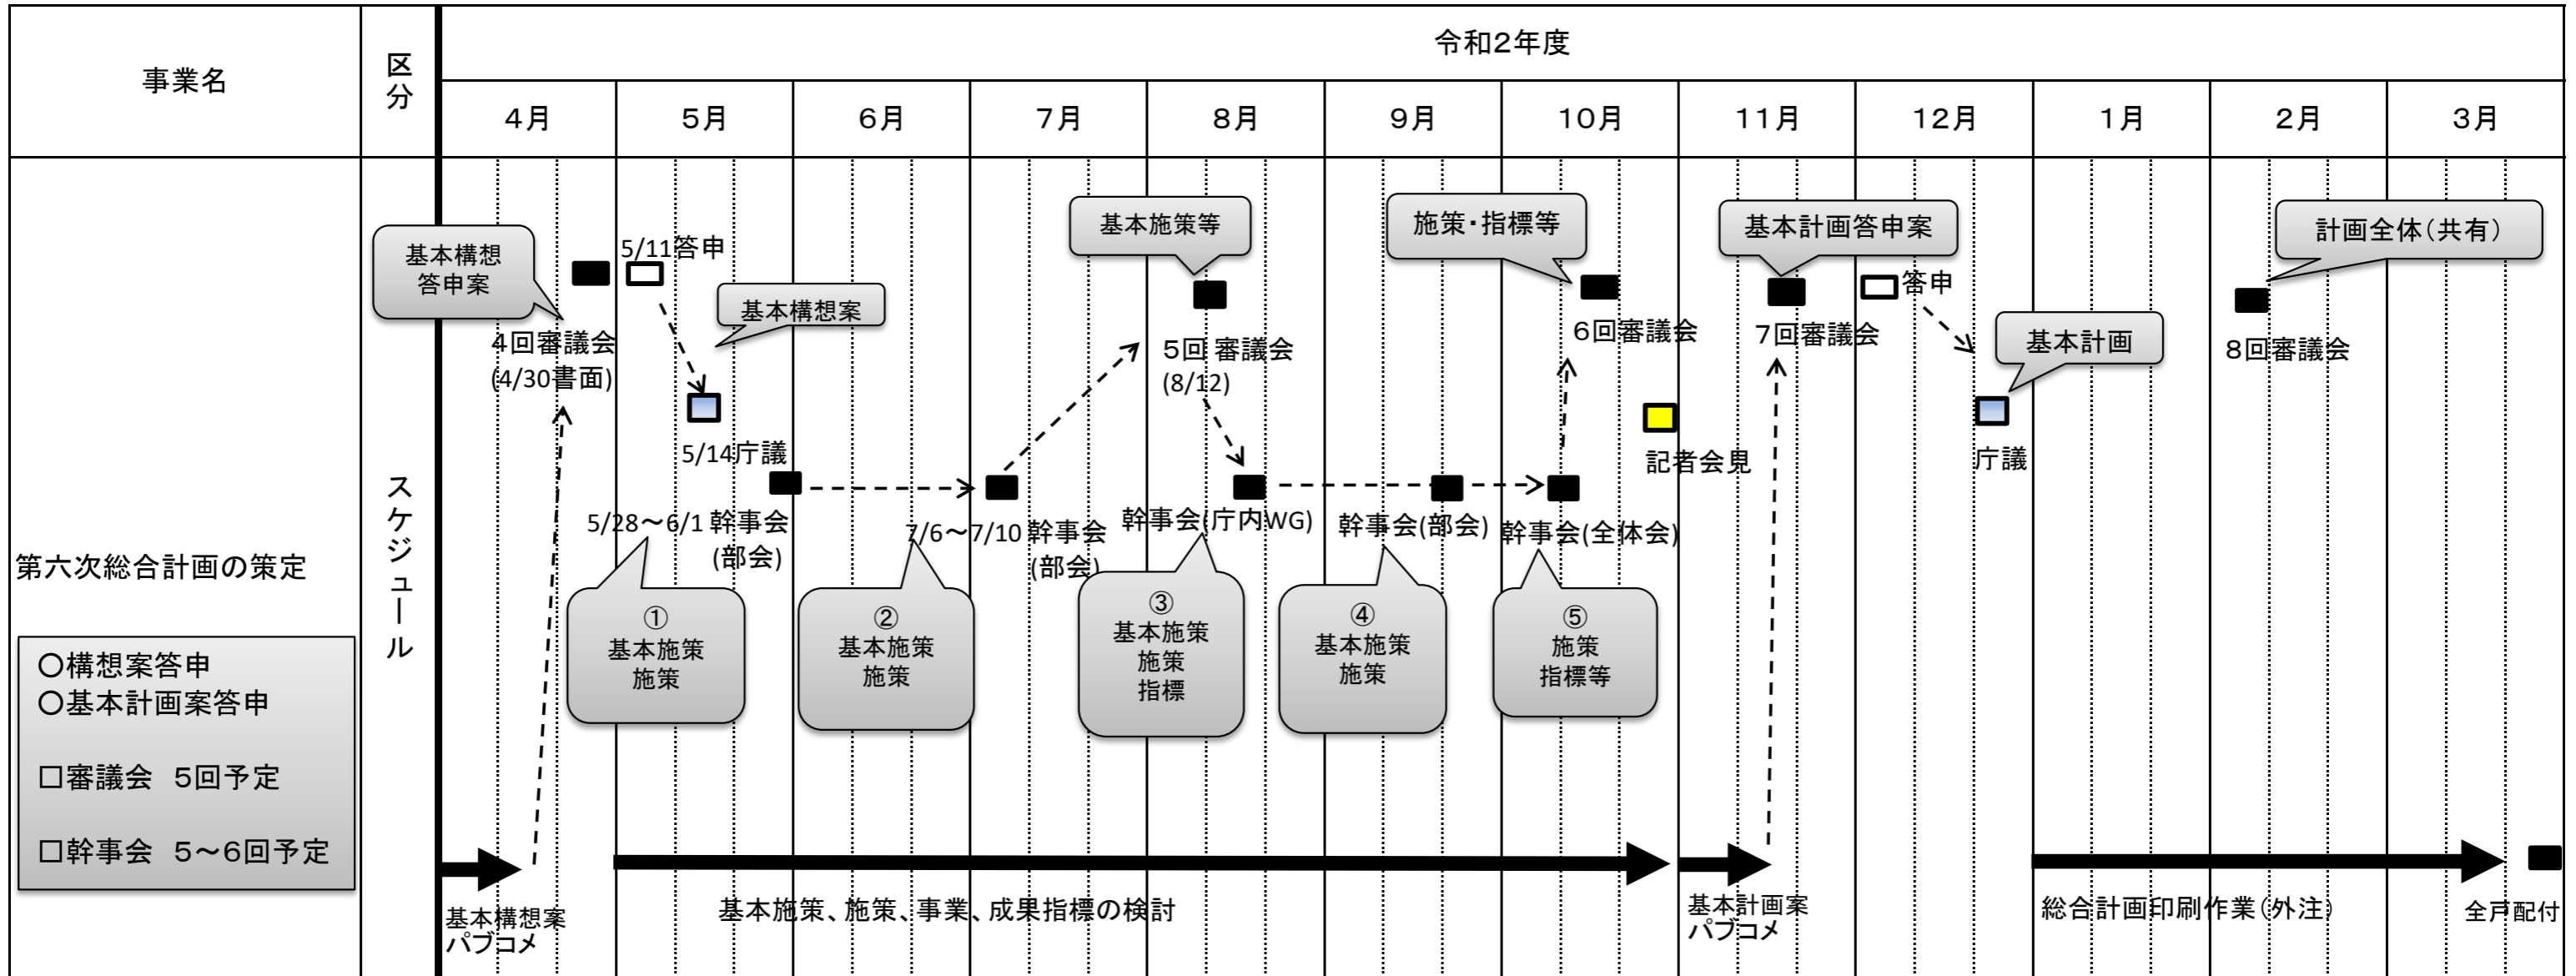 事業名
区分
令和2年度
4月
5月
6月
7月
8月
9月
10月
11月
12月
1月
2月
3月
第六次総合計画の策定
○構想案答申
○基本計画案答申
□審議会 5回予定
□幹事会 5～6回予定
スケジュール
基本構想
答申案
4回審議会
(4/30書面)
5/11答申
基本構想案
5/14庁議
5/28～6/1 幹事会
(部会)
①
基本施策
施策
7/6～7/10 幹事会
(部会)
②
基本施策
施策
基本施策等
5回 審議会
(8/12)
幹事会(庁内WG)
③
基本施策
施策
指標
幹事会(部会)
④
基本施策
施策
施策・指標等
6回審議会
記者会見
幹事会(全体会)
⑤
施策
指標等
基本計画答申案
7回審議会
答申
基本計画
庁議
計画全体(共有)
8回審議会
基本構想案
パブコメ
基本施策、施策、事業、成果指標の検討
基本計画案
パブコメ
総合計画印刷作業(外注)
全戸配付